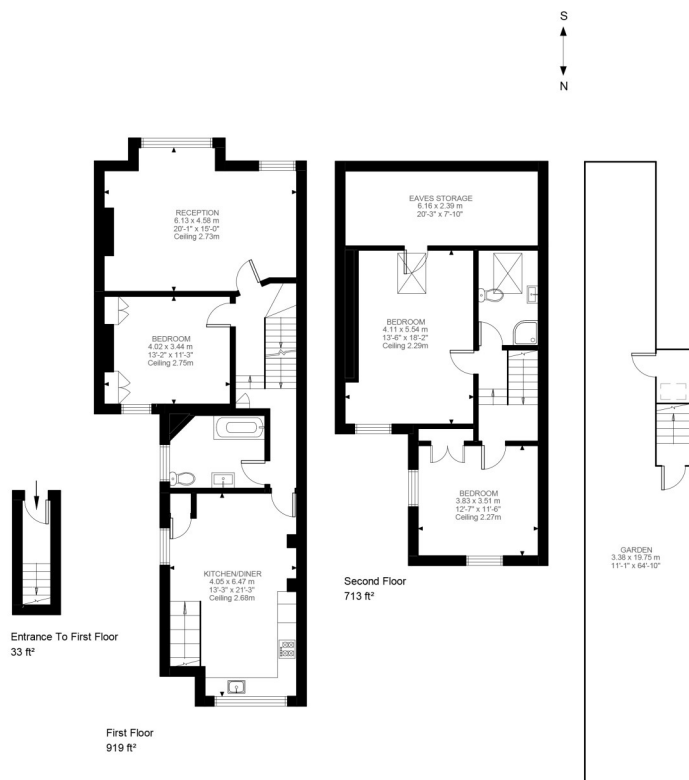 S
N
RECEPTION
6.13 x 4.58 m
20'-1" x 15'-0"
Ceiling 2.73m
BEDROOM
4.02 x 3.44 m
13'-2" x 11'-3"
Ceiling 2.75m
KITCHEN/DINER
4.05 x 6.47 m
13'-3" x 21'-3"
Ceiling 2.68m
Entrance To First Floor
33 ft²
First Floor
919 ft²
EAVES STORAGE
6.16 x 2.39 m
20'-3" x 7'-10"
BEDROOM
4.11 x 5.54 m
13'-6" x 18'-2"
Ceiling 2.29m
BEDROOM
3.83 x 3.51 m
12'-7" x 11'-6"
Ceiling 2.27m
Second Floor
713 ft²
GARDEN
3.38 x 19.75 m
11'-1" x 64'-10"